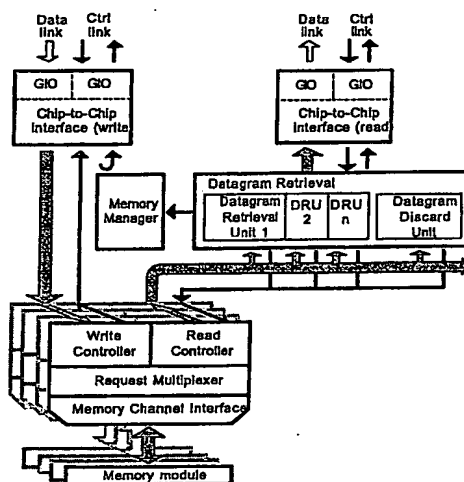 Data link
Ctrl link
Data link
Ctrl link
GIO
GIO
GIO
GIO
Chip-to-Chip
Interface (write
Chip-to-Chip
Interface (read
Datagram Retrieval
Memory
Manager
Datagram
Retrieval
Unit 1
DRU
2
DRU
n
Datagram
Discard
Unit
Write
Controller
Read
Controller
Request Multiplexer
Memory Channel Interface
Memory module